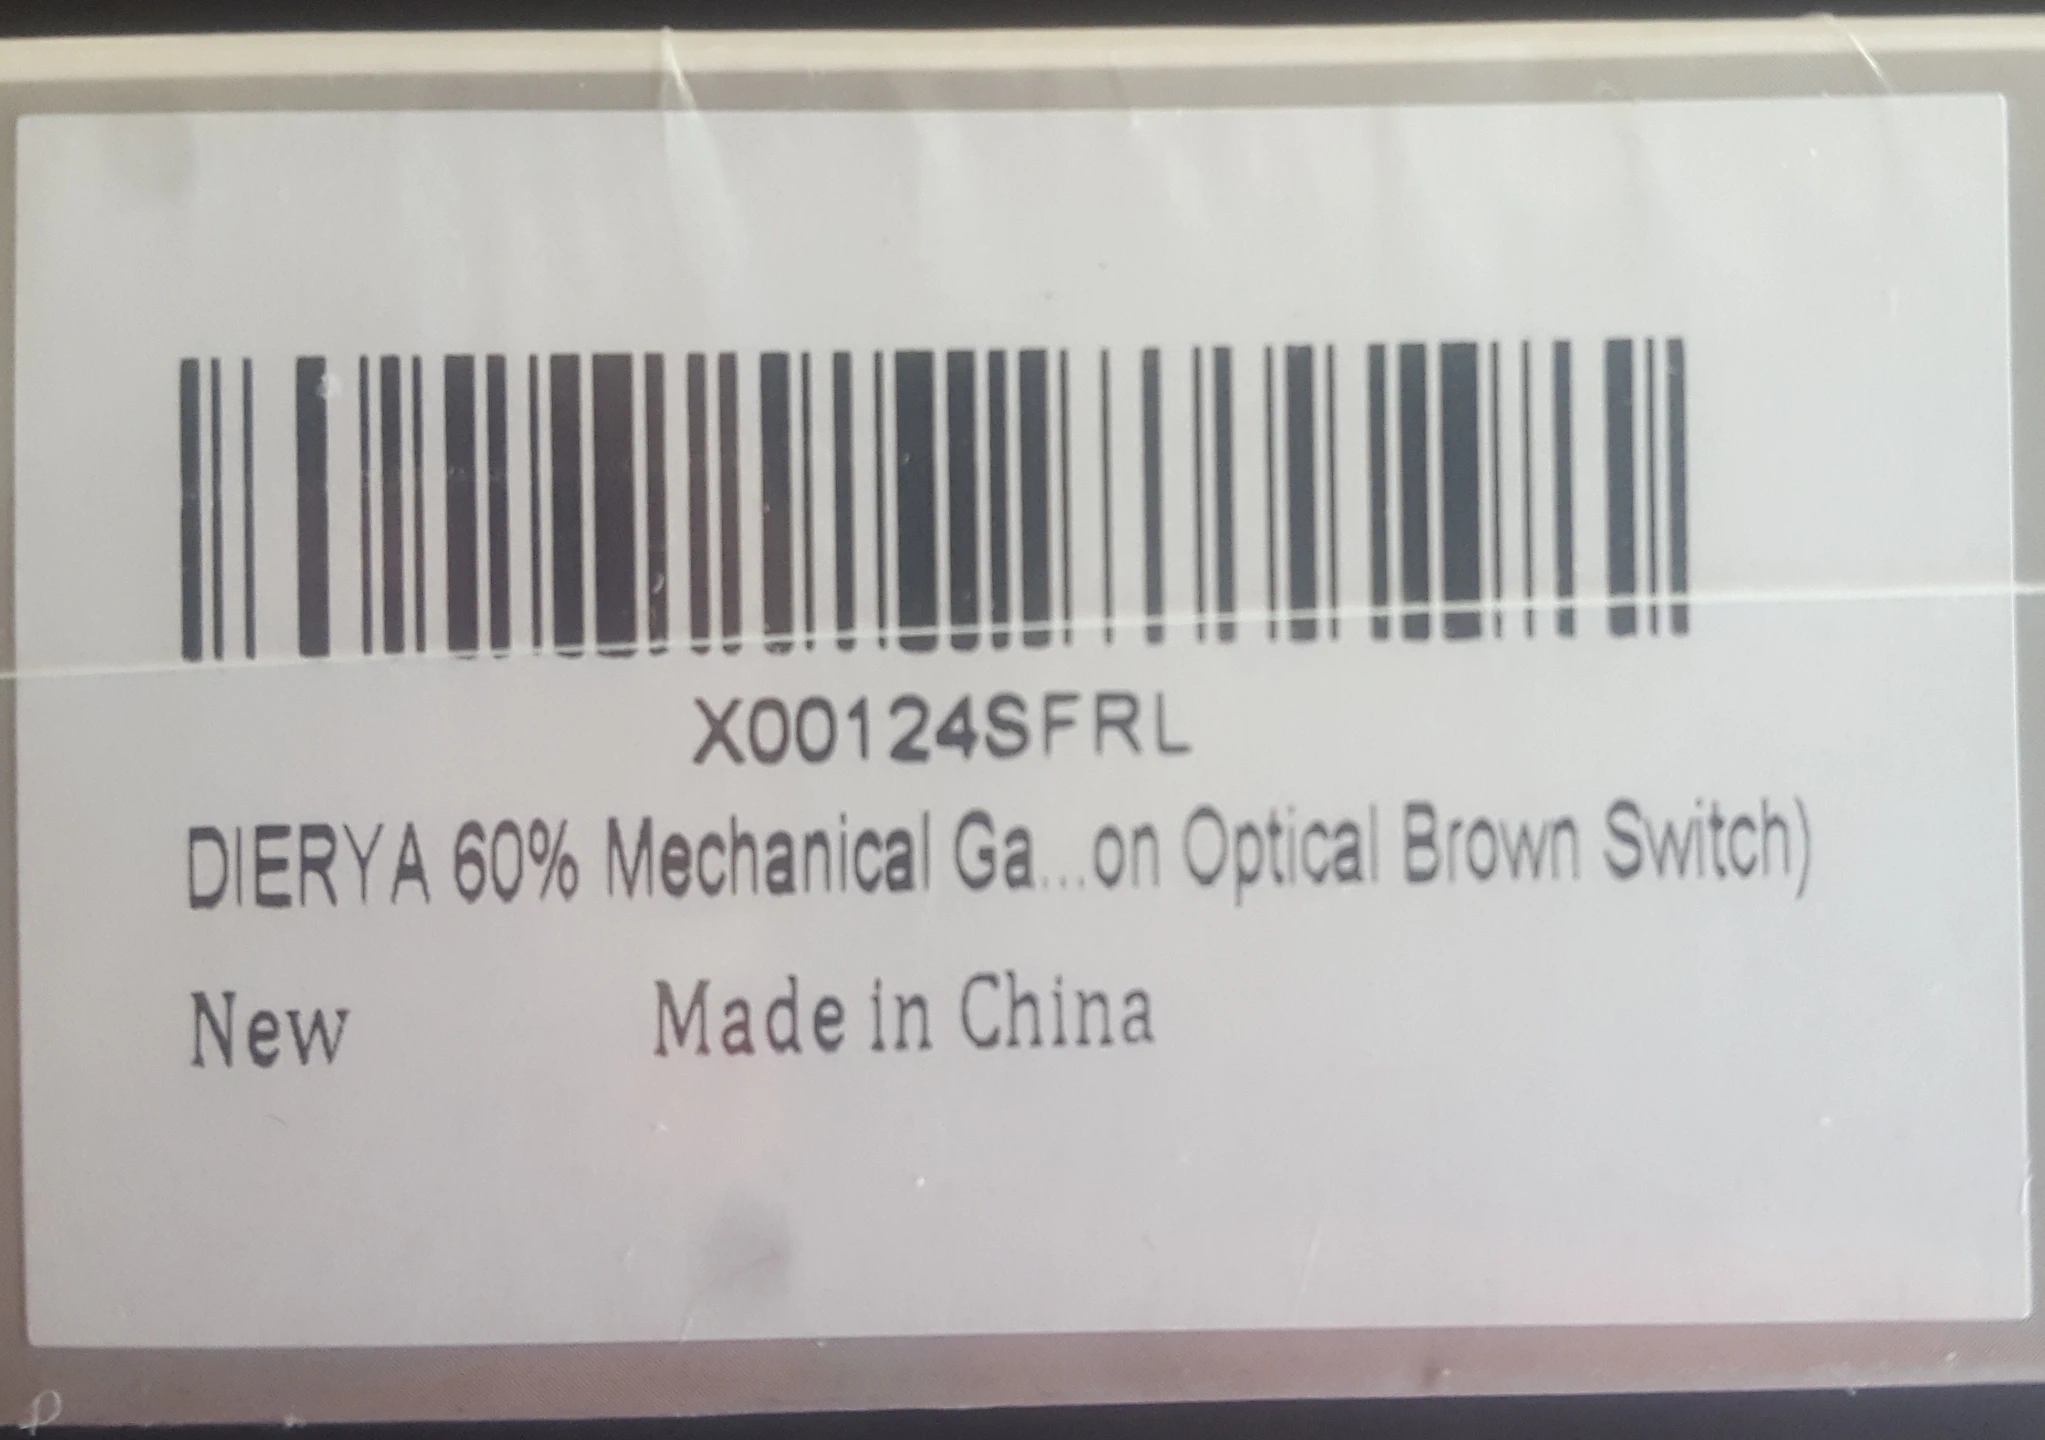 X00124SFRL
DIERYA 60% Mechanical Ga...on Optical Brown Switch)
New Made in China